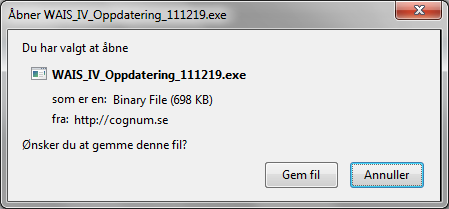 Åbner WAIS_IV_Oppdatering_111219.exe
Du har valgt at åbne
WAIS_IV_Oppdatering_111219.exe
som er en: Binary File (698 KB)
fra: http://cognum.se
Ønsker du at gemme denne fil?
Gem fil Annuller